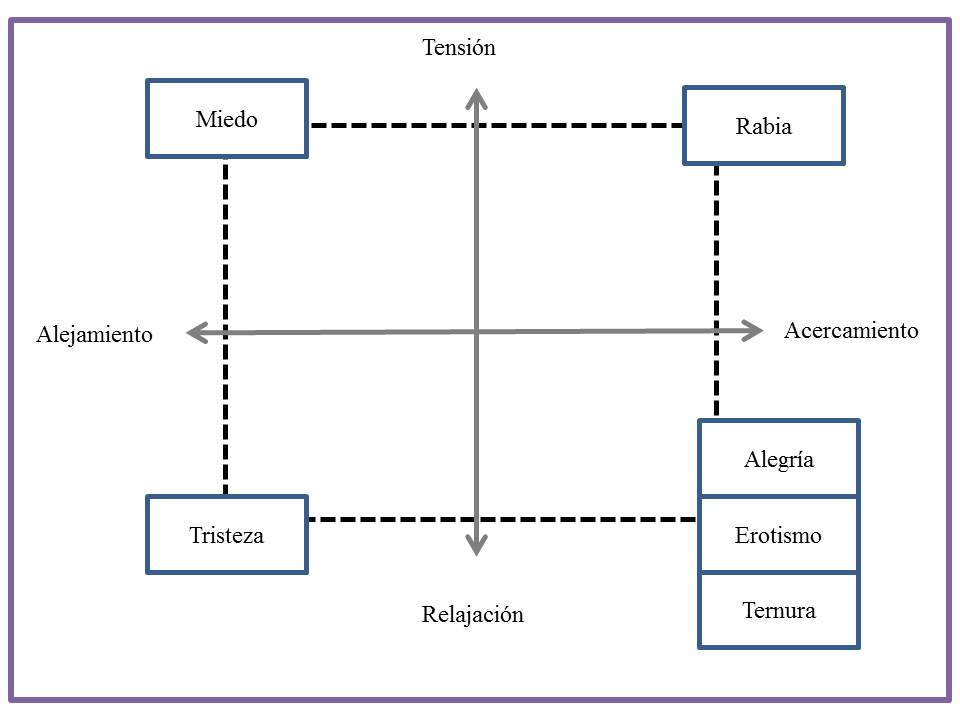 Tensión
Miedo
Rabia
Alejamiento
Acercamiento
Alegría
Tristeza
Erotismo
Ternura
Relajación